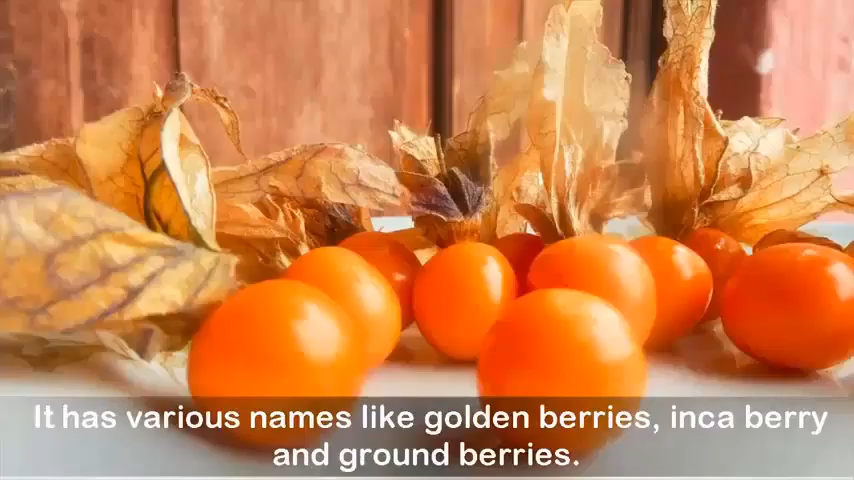 It has various names like golden berries, inca berry
and ground berries.